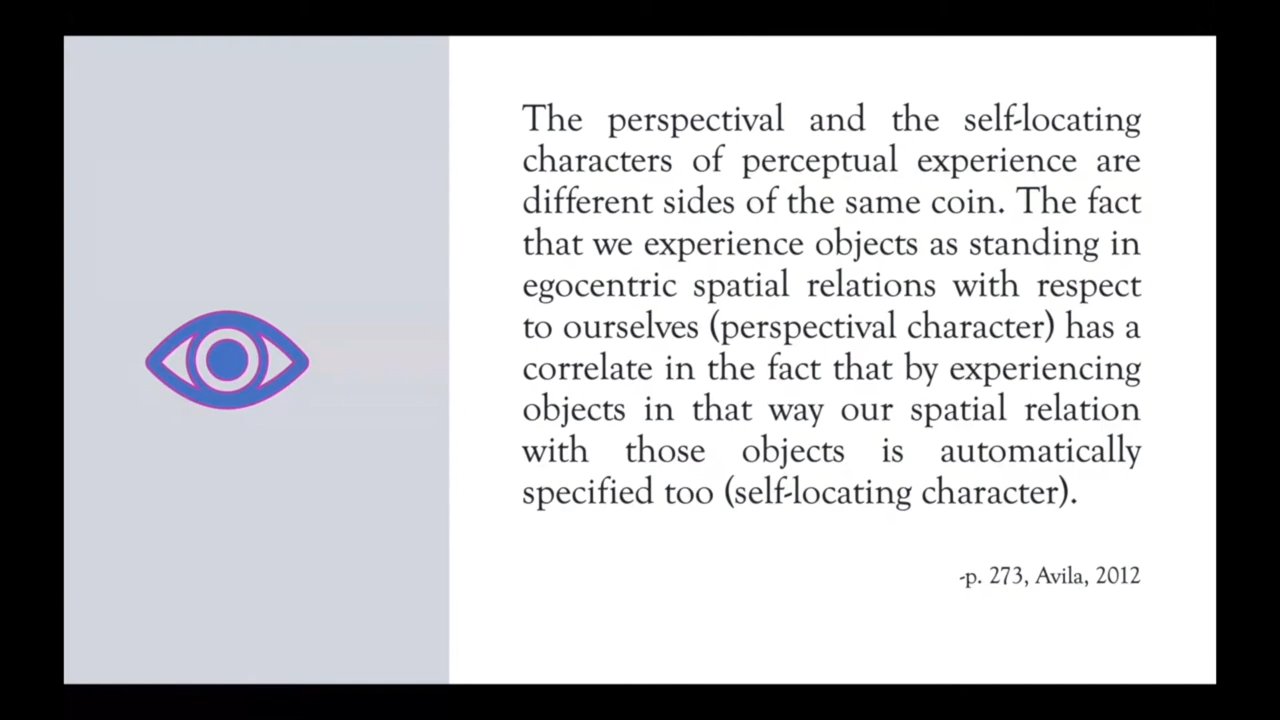 The perspectival and the self-locating
characters of perceptual experience are
different sides of the same coin. The fact
that we experience objects as standing in
egocentric spatial relations with respect
to ourselves (perspectival character) has a
correlate in the fact that by experiencing
objects in that way our spatial relation
with those objects is automatically
specified too (self-locating character).
-p. 273, Avila, 2012